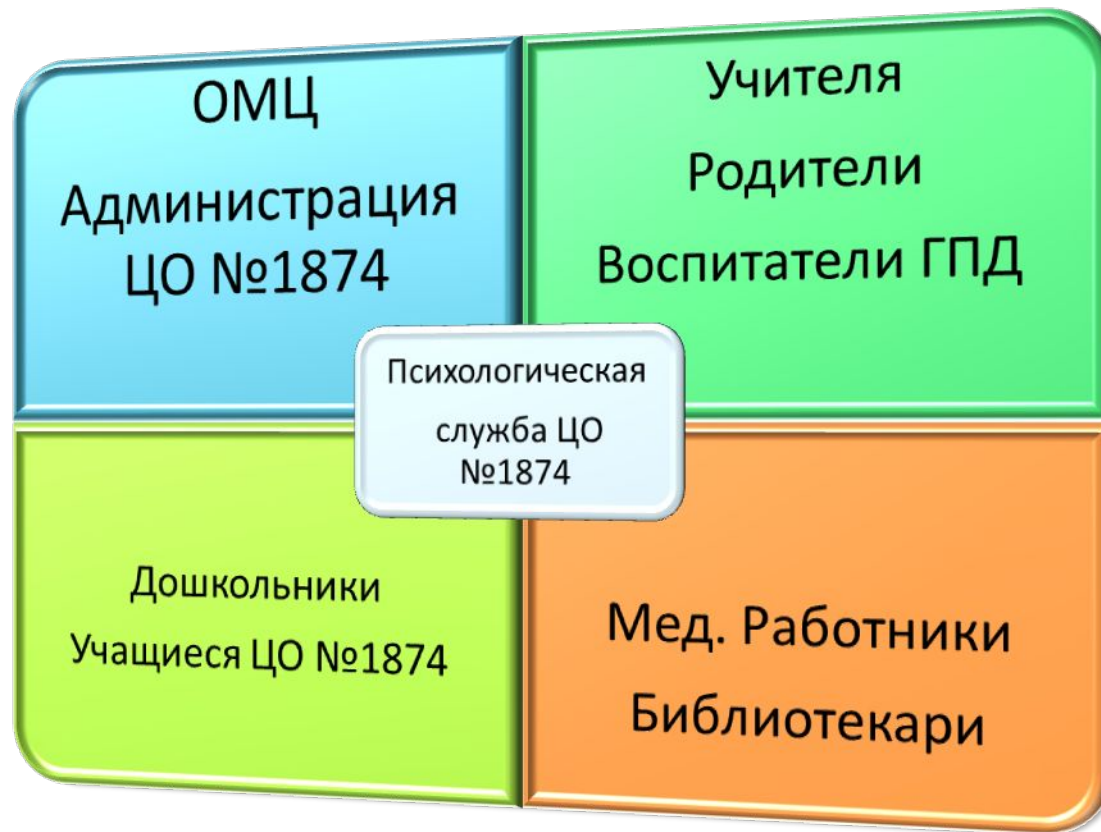 ОМЦ
Администрация
ЦО №1874
Учителя
Родители
Воспитатели ГПД
Психологическая
служба ЦО
№1874
Дошкольники
Учащиеся ЦО №1874
Мед. Работники
Библиотекари